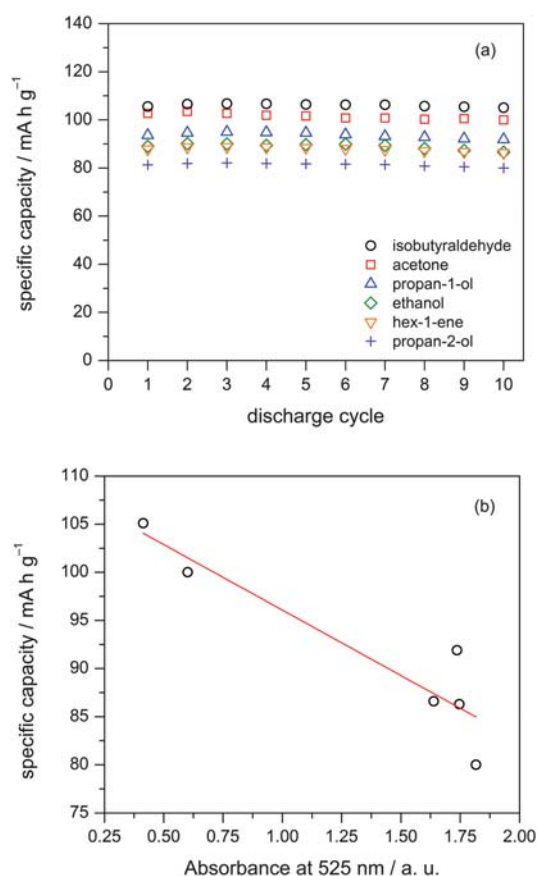 140
120
100
80
60
40
20
0
specific capacity / mA h g⁻¹
(a)
isobutyraldehyde
acetone
propan-1-ol
ethanol
hex-1-ene
propan-2-ol
0 1 2 3 4 5 6 7 8 9 10
discharge cycle
110
105
100
95
90
85
80
75
specific capacity / mA h g⁻¹
(b)
0.25 0.50 0.75 1.00 1.25 1.50 1.75 2.00
Absorbance at 525 nm / a. u.